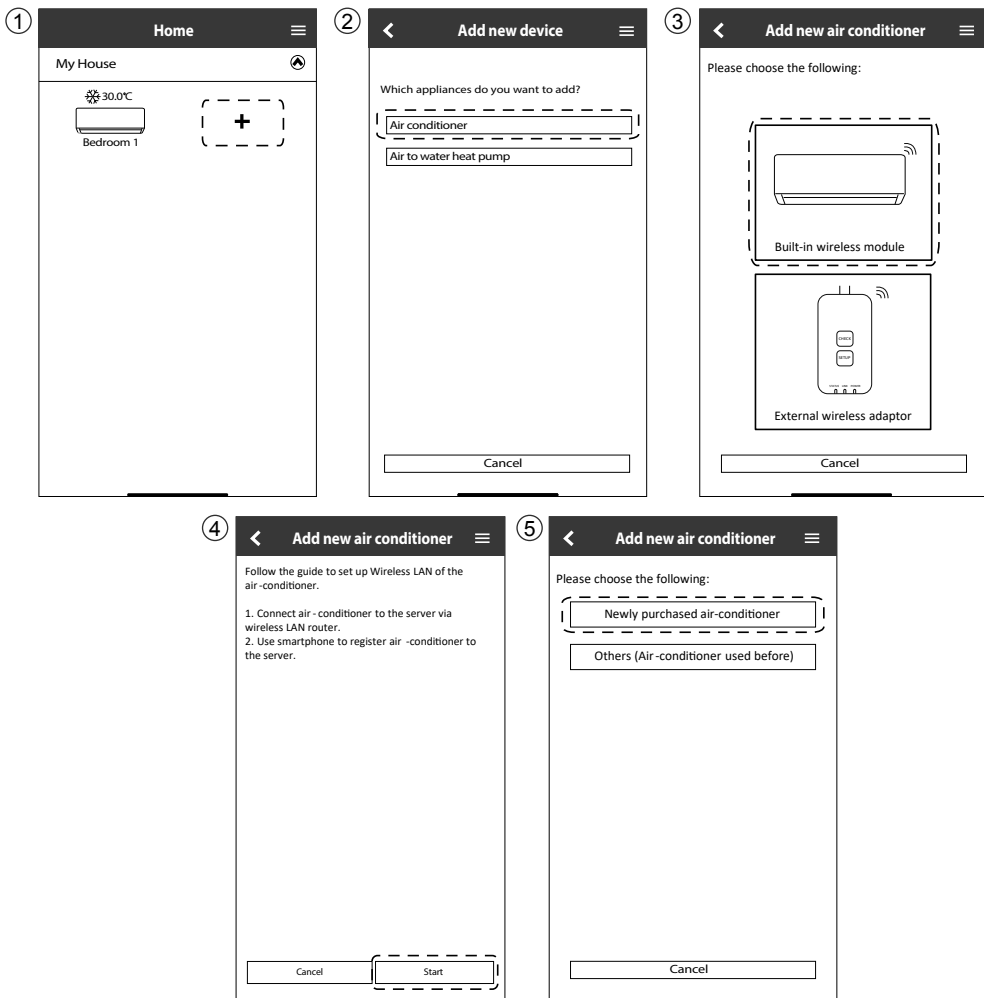 1
Home
My House
30.0℃
Bedroom 1
+
2
Add new device
Which appliances do you want to add?
Air conditioner
Air to water heat pump
Cancel
3
Add new air conditioner
Please choose the following:
Built-in wireless module
CHECK
SETUP
External wireless adaptor
Cancel
4
Add new air conditioner
Follow the guide to set up Wireless LAN of the
air-conditioner.
1. Connect air - conditioner to the server via
wireless LAN router.
2. Use smartphone to register air -conditioner to
the server.
Cancel
Start
5
Add new air conditioner
Please choose the following:
Newly purchased air-conditioner
Others (Air-conditioner used before)
Cancel